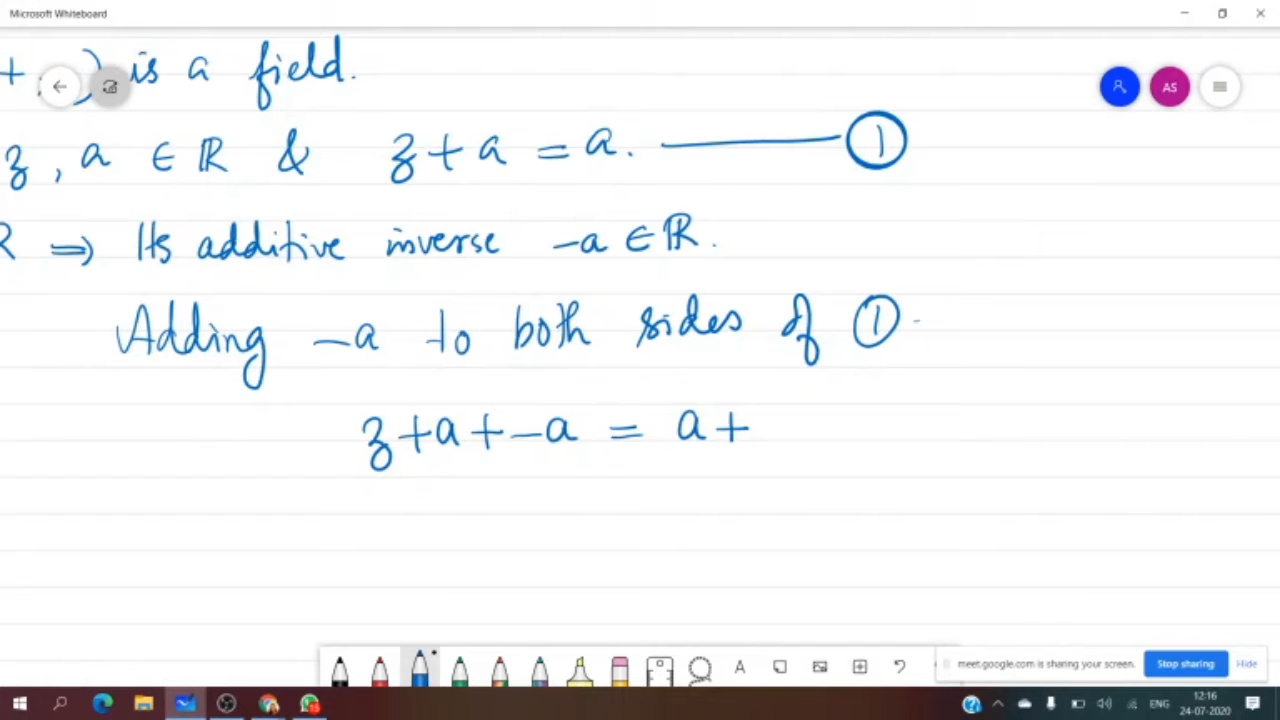 Microsoft Whiteboard
+ , ) is a field.
AS
z, a ∈ ℝ & z + a = a. ——— ①
ℝ ⇒ Its additive inverse -a ∈ ℝ.
Adding -a to both sides of ①.
z + a + -a = a +
A
meet.google.com is sharing your screen. Stop sharing Hide
ENG
12:16
24-07-2020